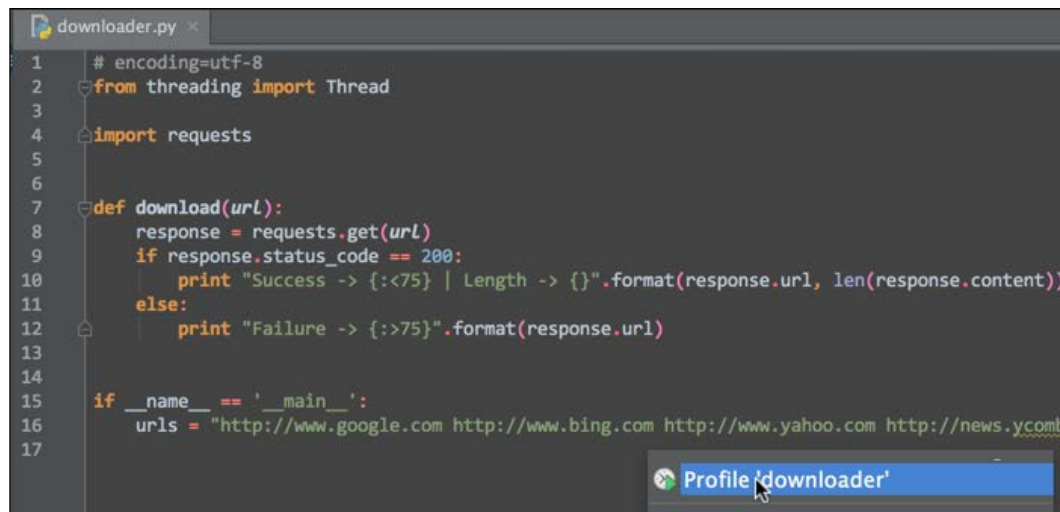 downloader.py
1 # encoding=utf-8
2 from threading import Thread
3
4 import requests
5
6
7 def download(url):
8 response = requests.get(url)
9 if response.status_code == 200:
10 print "Success -> {:<75} | Length -> {}".format(response.url, len(response.content))
11 else:
12 print "Failure -> {:>75}".format(response.url)
13
14
15 if __name__ == '__main__':
16 urls = "http://www.google.com http://www.bing.com http://www.yahoo.com http://news.ycomb
17
Profile 'downloader'